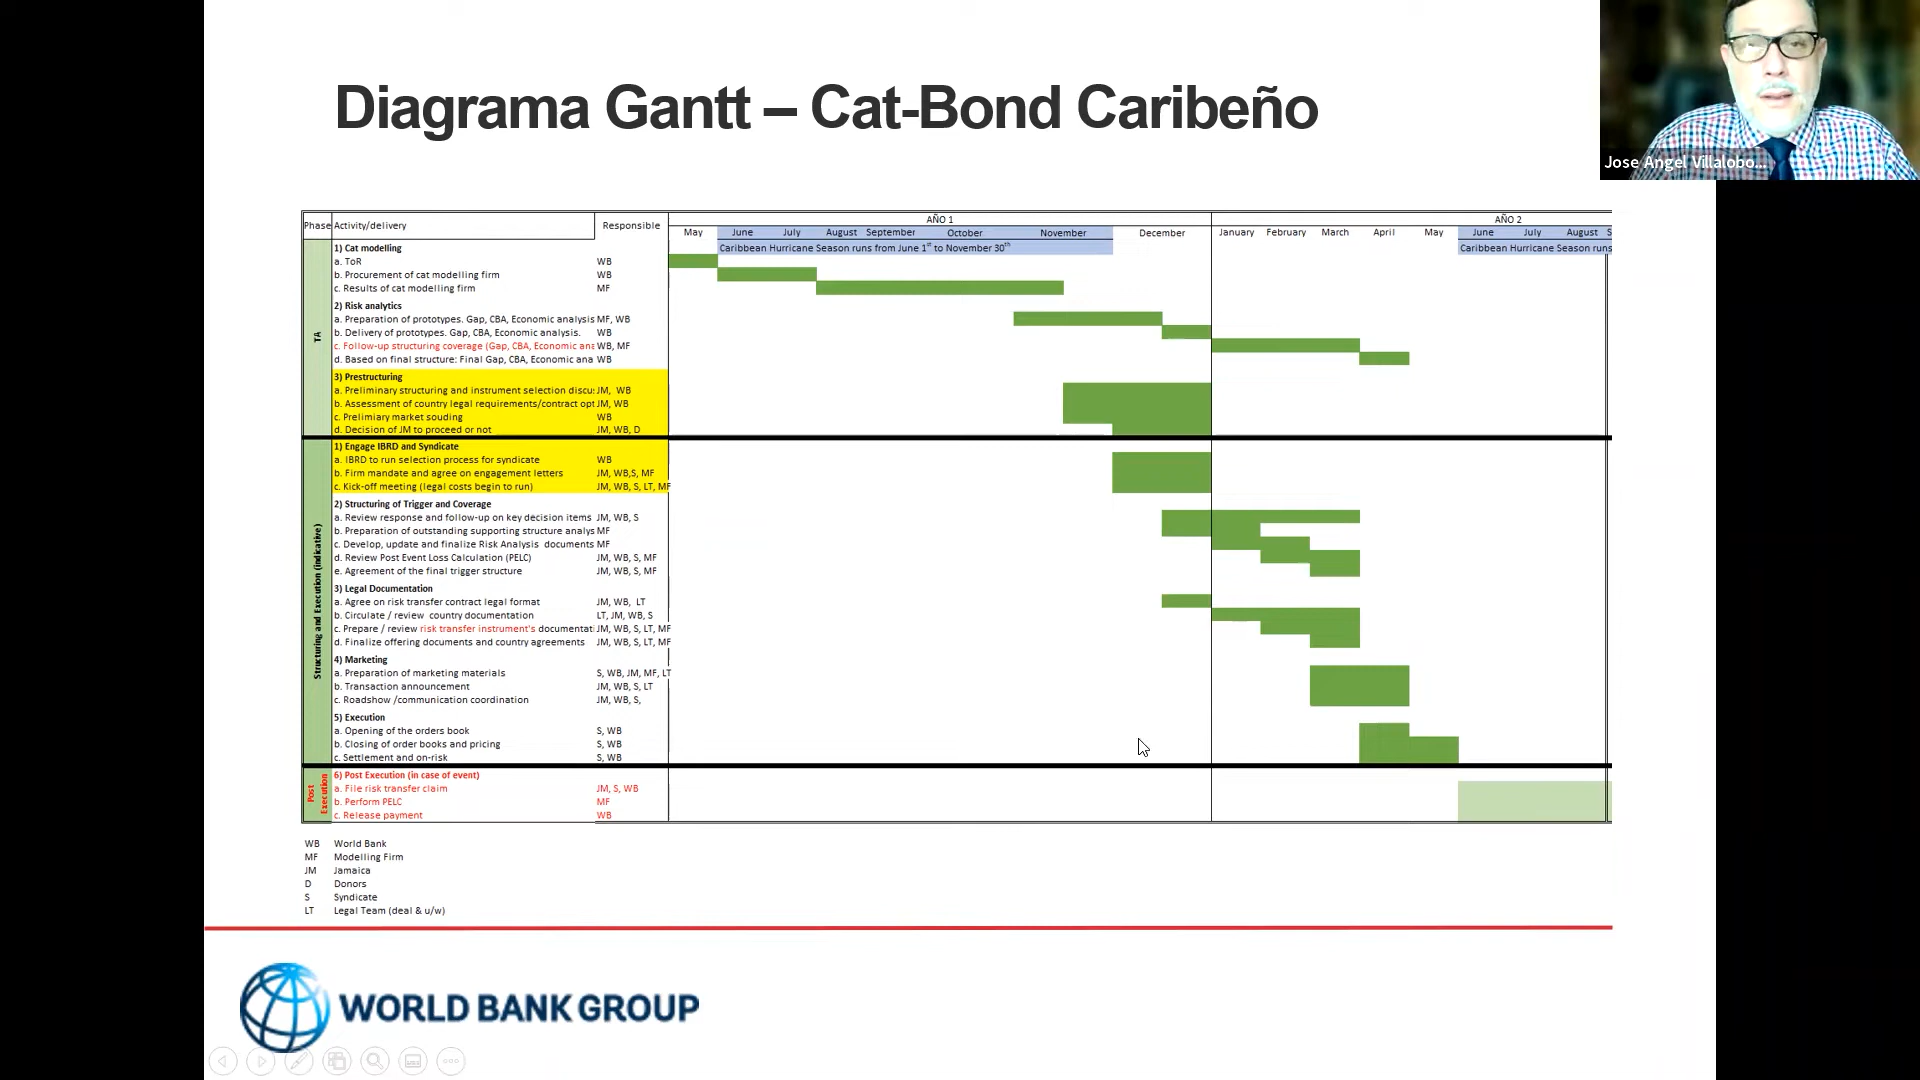 Diagrama Gantt – Cat-Bond Caribeño
Jose Angel Villalobo...
AÑO 1 AÑO 2
Phase Activity/delivery Responsible May June July August September October November December January February March April May June July August S
1) Cat modelling Caribbean Hurricane Season runs from June 1st to November 30th Caribbean Hurricane Season runs
a. ToR WB
b. Procurement of cat modelling firm WB
c. Results of cat modelling firm MF
2) Risk analytics
a. Preparation of prototypes. Gap, CBA, Economic analysis MF, WB
b. Delivery of prototypes. Gap, CBA, Economic analysis. WB
TA
c. Follow-up structuring coverage (Gap, CBA, Economic ana WB, MF
d. Based on final structure: Final Gap, CBA, Economic ana WB
3) Prestructuring
a. Preliminary structuring and instrument selection discu: JM, WB
b. Assessment of country legal requirements/contract opt JM, WB
c. Prelimiary market souding WB
d. Decision of JM to proceed or not JM, WB, D
1) Engage IBRD and Syndicate
a. IBRD to run selection process for syndicate WB
b. Firm mandate and agree on engagement letters JM, WB,S, MF
c. Kick-off meeting (legal costs begin to run) JM, WB, S, LT, MF
2) Structuring of Trigger and Coverage
a. Review response and follow-up on key decision items JM, WB, S
b. Preparation of outstanding supporting structure analys MF
c. Develop, update and finalize Risk Analysis documents MF
d. Review Post Event Loss Calculation (PELC) JM, WB, S, MF
e. Agreement of the final trigger structure JM, WB, S, MF
3) Legal Documentation
Structuring and Execution (indicative)
a. Agree on risk transfer contract legal format JM, WB, LT
b. Circulate / review country documentation LT, JM, WB, S
c. Prepare / review risk transfer instrument's documentati JM, WB, S, LT, MF
d. Finalize offering documents and country agreements JM, WB, S, LT, MF
4) Marketing
a. Preparation of marketing materials S, WB, JM, MF, LT
b. Transaction announcement JM, WB, S, LT
c. Roadshow /communication coordination JM, WB, S,
5) Execution
a. Opening of the orders book S, WB
b. Closing of order books and pricing S, WB
c. Settlement and on-risk S, WB
6) Post Execution (in case of event)
Post Execution
a. File risk transfer claim JM, S, WB
b. Perform PELC MF
c. Release payment WB
WB World Bank
MF Modelling Firm
JM Jamaica
D Donors
S Syndicate
LT Legal Team (deal & u/w)
WORLD BANK GROUP